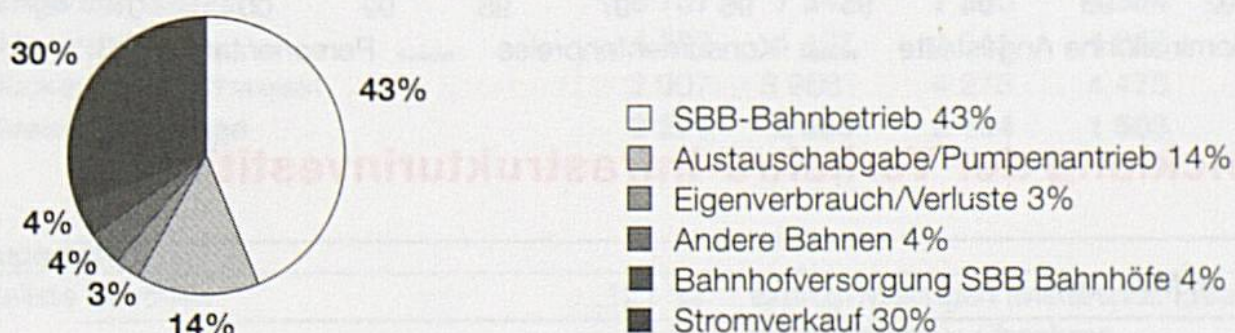 30%
43%
4%
4%
3%
14%
SBB-Bahnbetrieb 43%
Austauschabgabe/Pumpenantrieb 14%
Eigenverbrauch/Verluste 3%
Andere Bahnen 4%
Bahnhofversorgung SBB Bahnhöfe 4%
Stromverkauf 30%